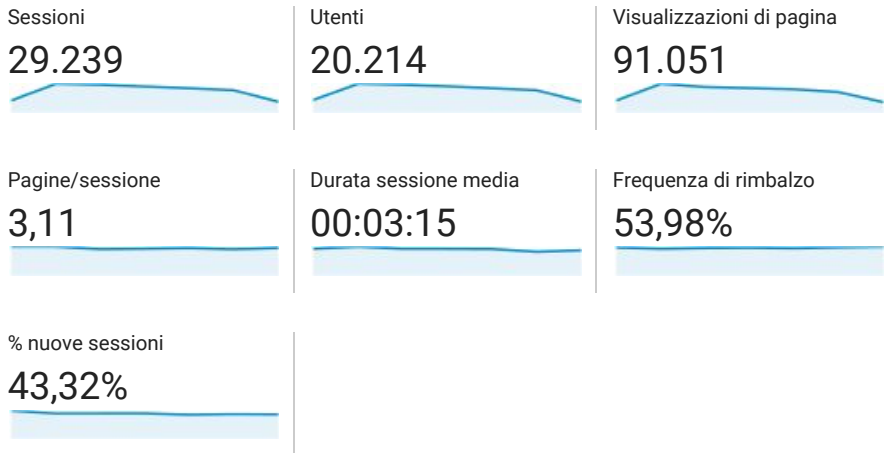 Sessioni
29.239
Utenti
20.214
Visualizzazioni di pagina
91.051
Pagine/sessione
3,11
Durata sessione media
00:03:15
Frequenza di rimbalzo
53,98%
% nuove sessioni
43,32%